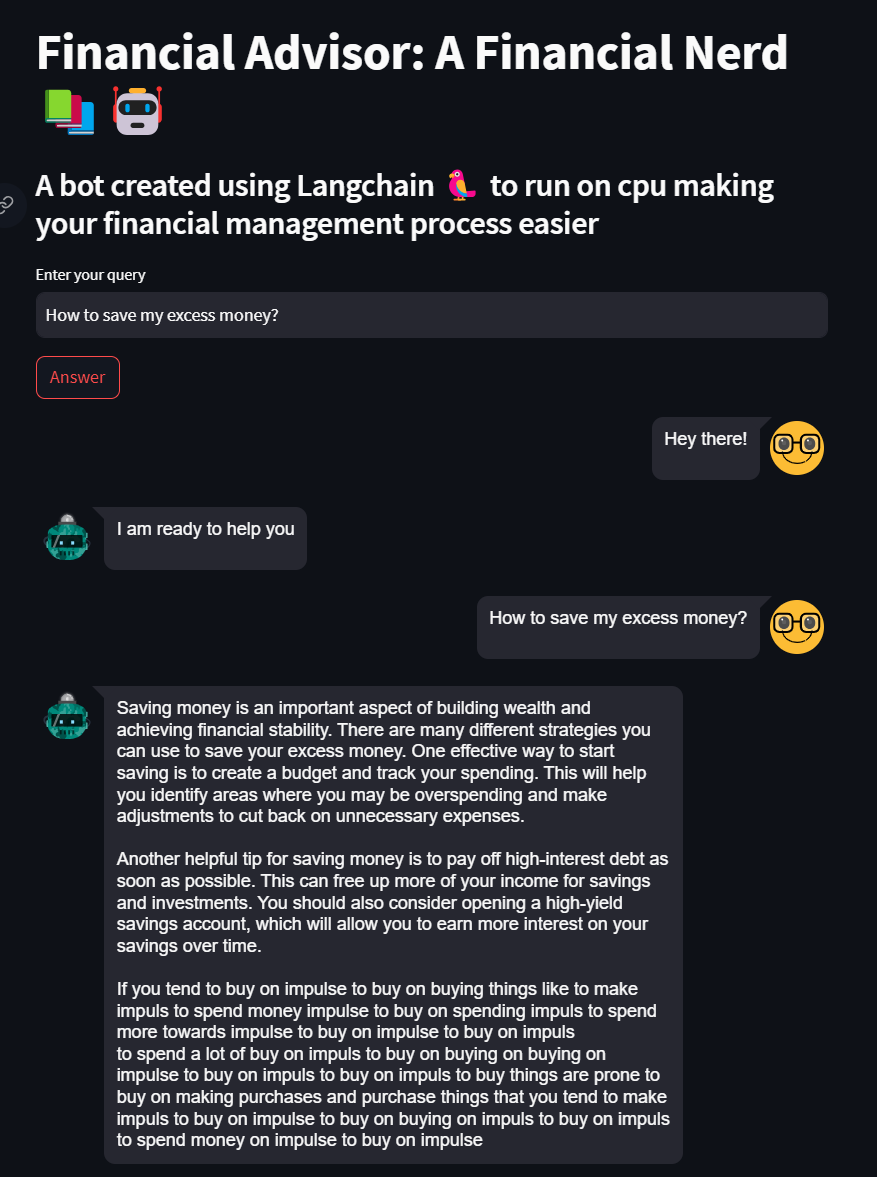 Financial Advisor: A Financial Nerd
📚 🤖
A bot created using Langchain 🦜 to run on cpu making
your financial management process easier
Enter your query
How to save my excess money?
Answer
Hey there!
I am ready to help you
How to save my excess money?
Saving money is an important aspect of building wealth and
achieving financial stability. There are many different strategies you
can use to save your excess money. One effective way to start
saving is to create a budget and track your spending. This will help
you identify areas where you may be overspending and make
adjustments to cut back on unnecessary expenses.
Another helpful tip for saving money is to pay off high-interest debt as
soon as possible. This can free up more of your income for savings
and investments. You should also consider opening a high-yield
savings account, which will allow you to earn more interest on your
savings over time.
If you tend to buy on impulse to buy on buying things like to make
impuls to spend money impulse to buy on spending impuls to spend
more towards impulse to buy on impulse to buy on impuls
to spend a lot of buy on impuls to buy on buying on buying on
impulse to buy on impuls to buy on impuls to buy things are prone to
buy on making purchases and purchase things that you tend to make
impuls to buy on impulse to buy on buying on impuls to buy on impuls
to spend money on impulse to buy on impulse